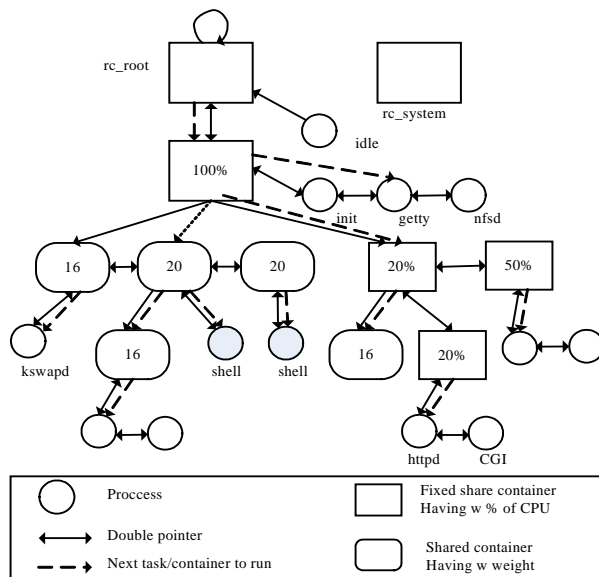 rc_root
rc_system
idle
100%
init
getty
nfsd
16
20
20
20%
50%
kswapd
16
shell
shell
16
20%
httpd
CGI
Proccess
Double pointer
Next task/container to run
Fixed share container
Having w % of CPU
Shared container
Having w weight